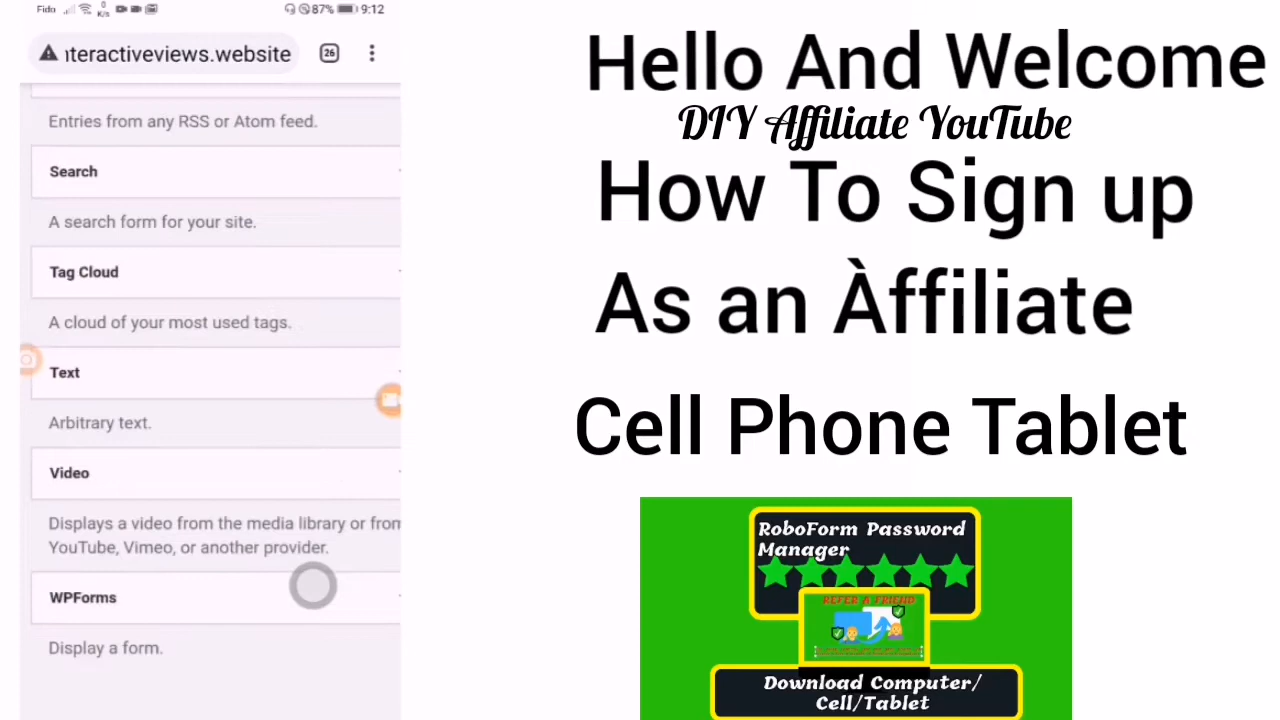 Fido 0 K/s 87% 9:12
nteractiveviews.website 26
Entries from any RSS or Atom feed.
Search
A search form for your site.
Tag Cloud
A cloud of your most used tags.
Text
Arbitrary text.
Video
Displays a video from the media library or from
YouTube, Vimeo, or another provider.
WPForms
Display a form.
Hello And Welcome
DIY Affiliate YouTube
How To Sign up
As an Àffiliate
Cell Phone Tablet
RoboForm Password
Manager
REFER A FRIEND
Download Computer/
Cell/Tablet